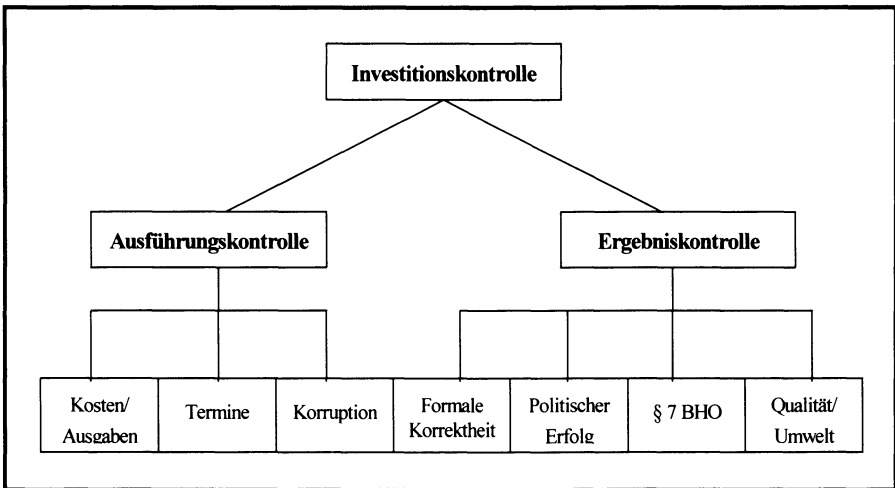 Investitionskontrolle
Ausführungskontrolle
Ergebniskontrolle
Kosten/
Ausgaben
Termine
Korruption
Formale
Korrektheit
Politischer
Erfolg
§ 7 BHO
Qualität/
Umwelt